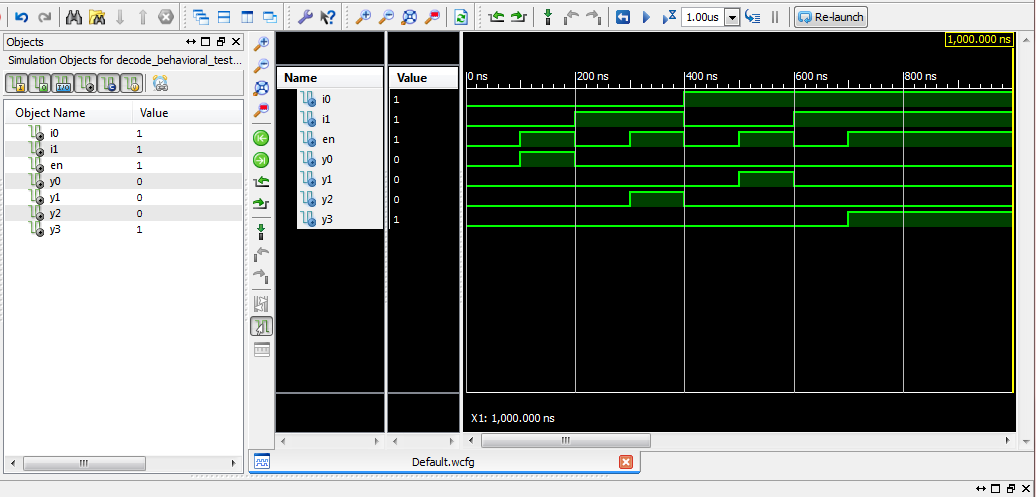 1.00us
Re-launch
Objects
Simulation Objects for decode_behavioral_test...
Object Name Value
i0 1
i1 1
en 1
y0 0
y1 0
y2 0
y3 1
Name Value
i0 1
i1 1
en 1
y0 0
y1 0
y2 0
y3 1
1,000.000 ns
0 ns 200 ns 400 ns 600 ns 800 ns
X1: 1,000.000 ns
Default.wcfg